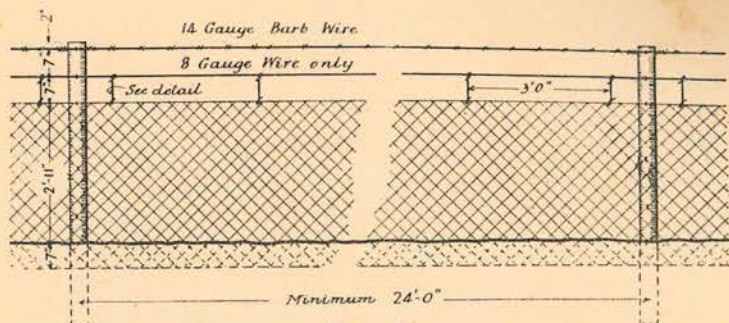 2"
14 Gauge Barb Wire
7"
8 Gauge Wire only
7"
See detail
3'0"
2'-11"
7"
Minimum 24'-0"